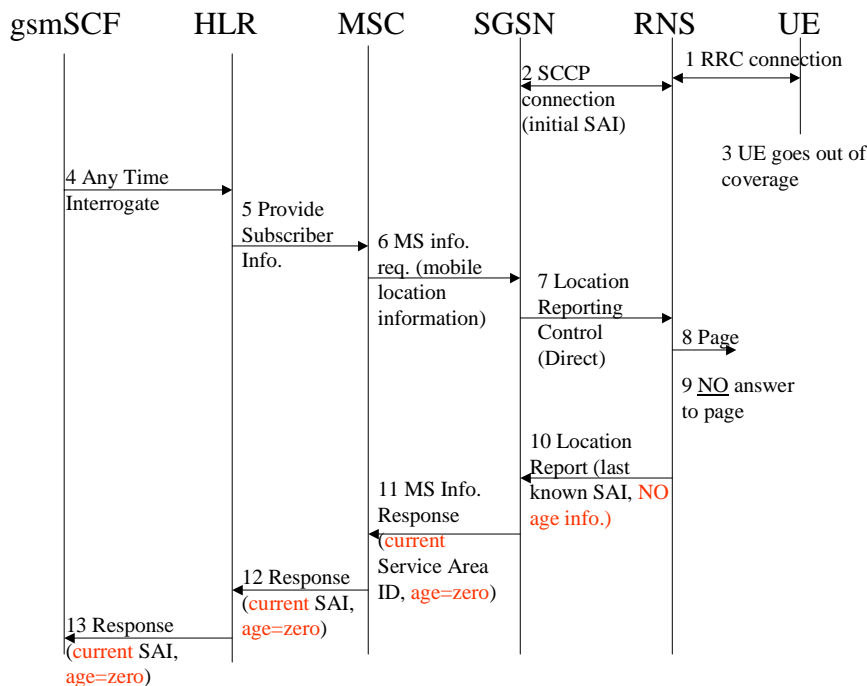 gsmSCF HLR MSC SGSN RNS UE
1 RRC connection
2 SCCP
connection
(initial SAI)
3 UE goes out of
coverage
4 Any Time
Interrogate
5 Provide
Subscriber
Info.
6 MS info.
req. (mobile
location
information)
7 Location
Reporting
Control
(Direct)
8 Page
9 NO answer
to page
10 Location
Report (last
known SAI, NO
age info.)
11 MS Info.
Response
(current
Service Area
ID, age=zero)
12 Response
(current SAI,
age=zero)
13 Response
(current SAI,
age=zero)